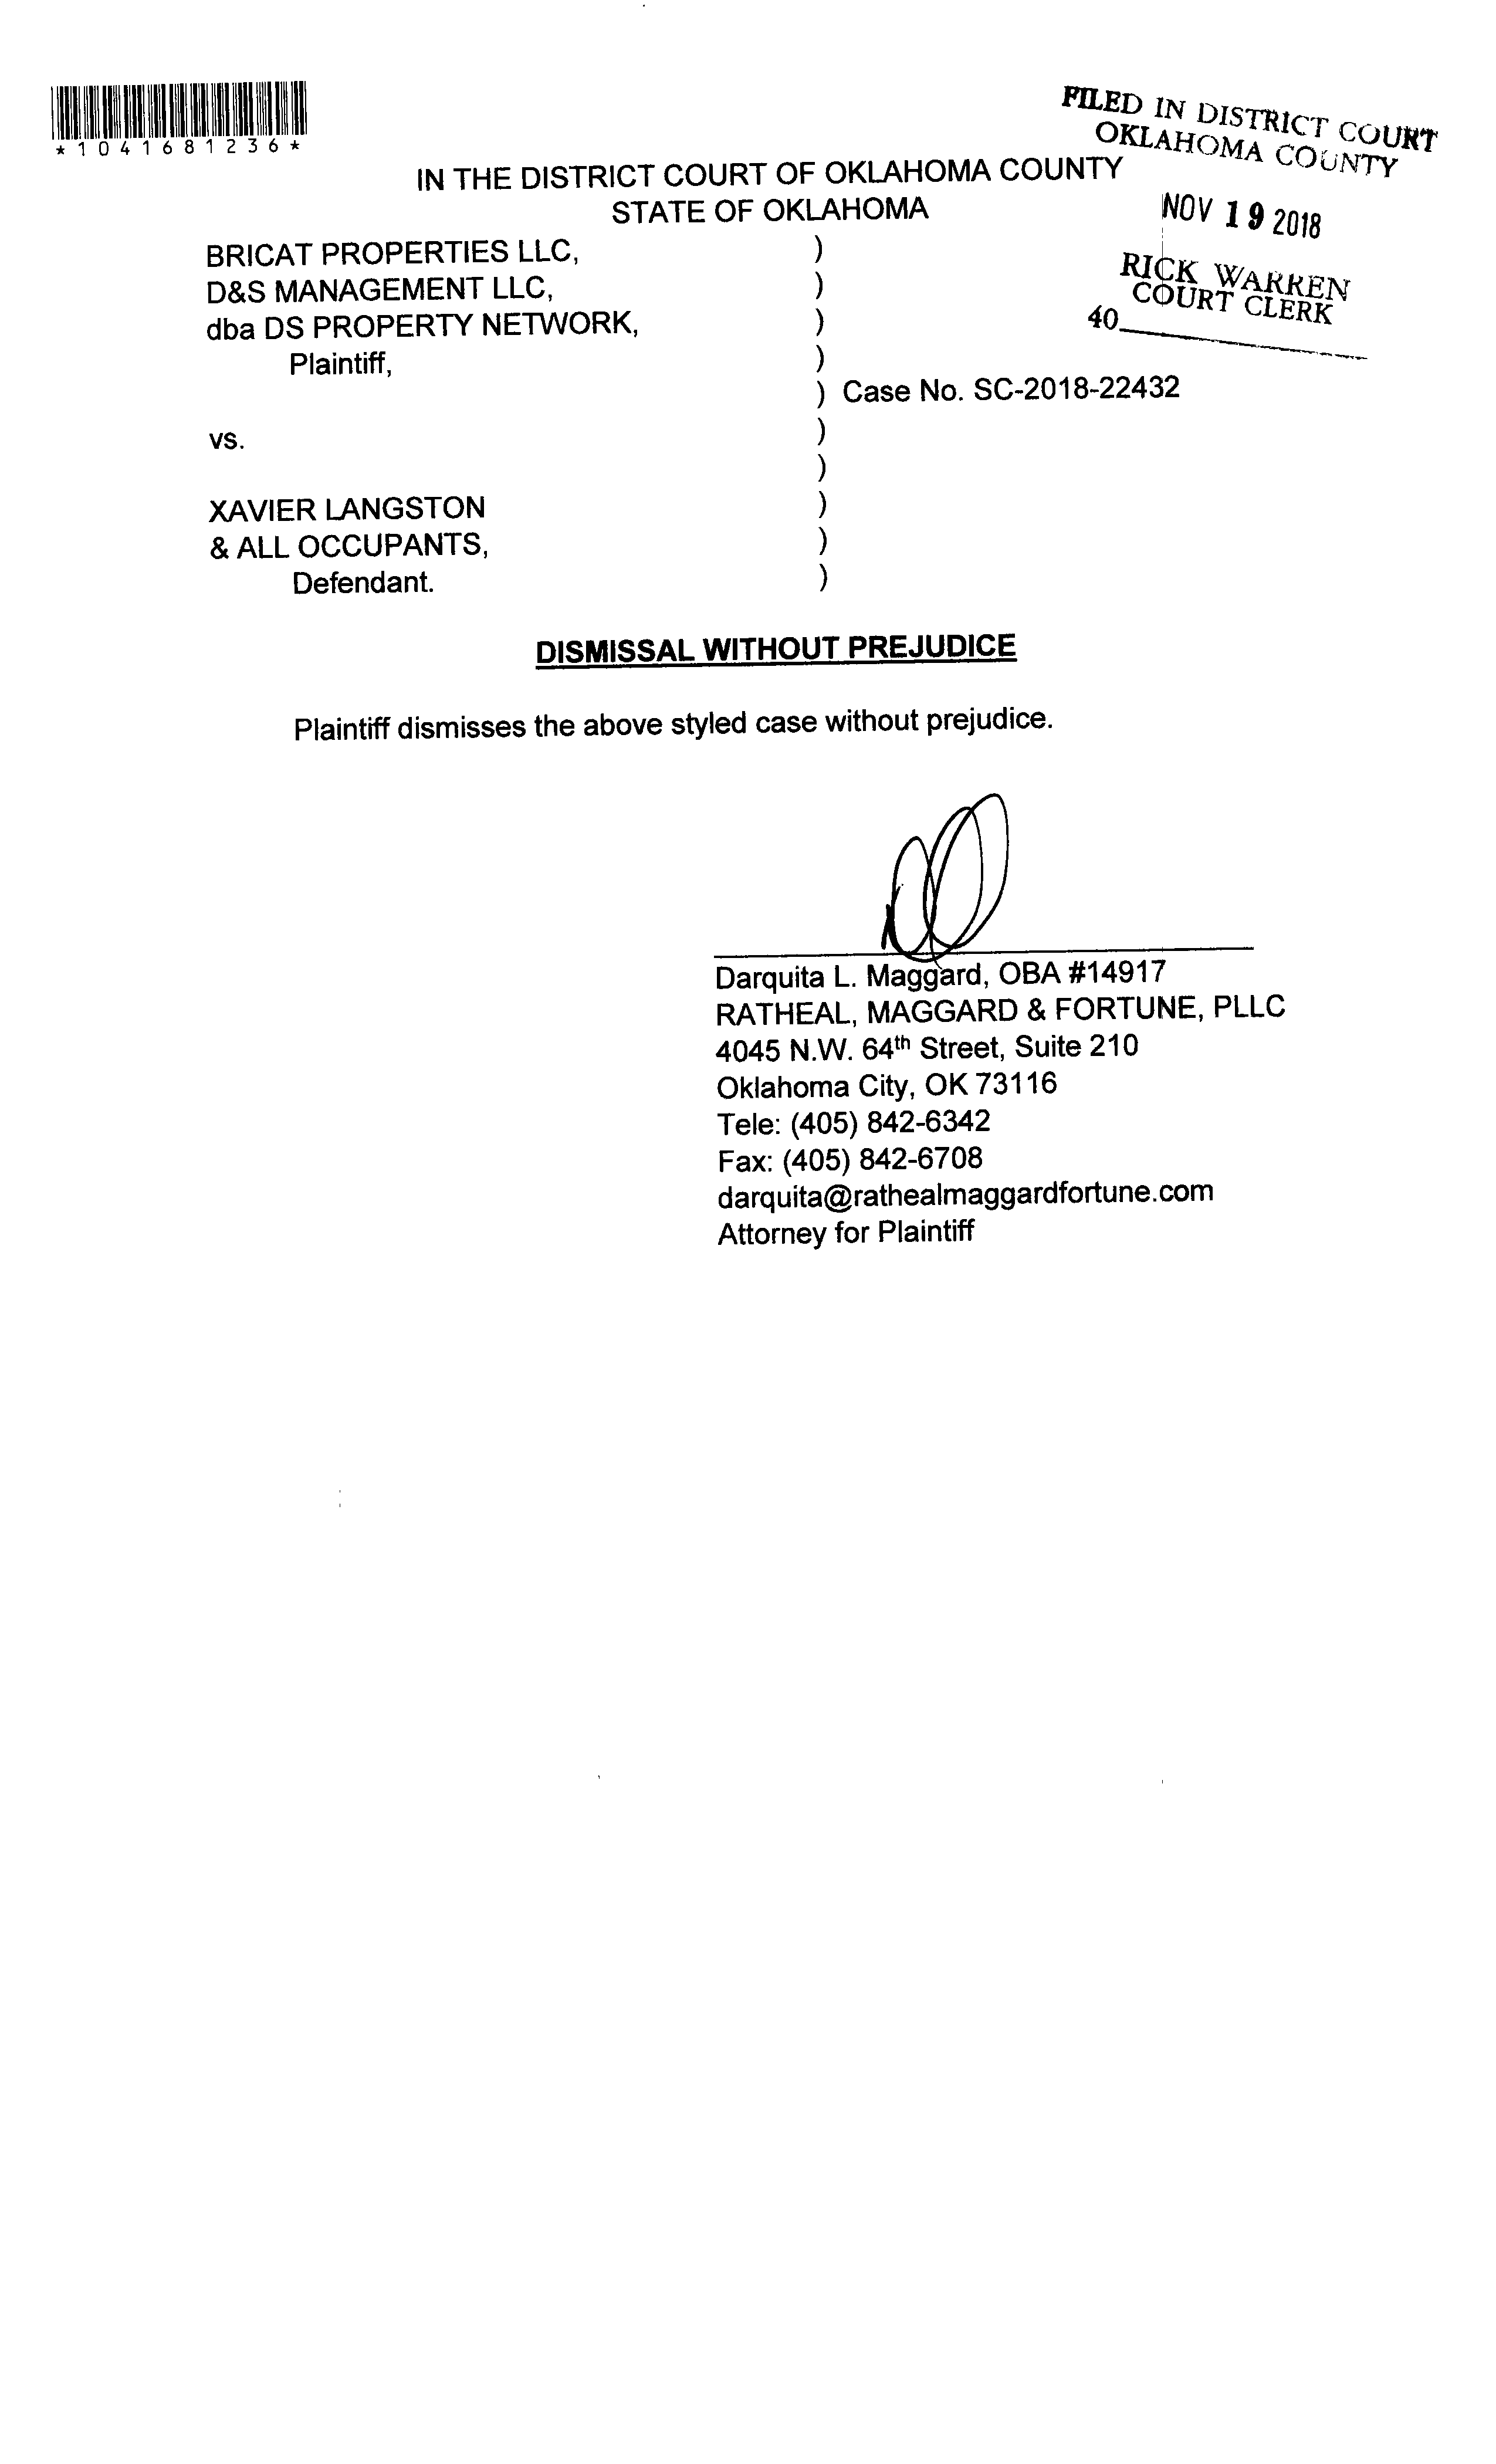 *1041681236*
FILED IN DISTRICT COURT
OKLAHOMA COUNTY
NOV 19 2018
RICK WARREN
COURT CLERK
40
IN THE DISTRICT COURT OF OKLAHOMA COUNTY
STATE OF OKLAHOMA
BRICAT PROPERTIES LLC, )
D&S MANAGEMENT LLC, )
dba DS PROPERTY NETWORK, )
Plaintiff, )
) Case No. SC-2018-22432
vs. )
)
XAVIER LANGSTON )
& ALL OCCUPANTS, )
Defendant. )
DISMISSAL WITHOUT PREJUDICE
Plaintiff dismisses the above styled case without prejudice.
Darquita L. Maggard, OBA #14917
RATHEAL, MAGGARD & FORTUNE, PLLC
4045 N.W. 64th Street, Suite 210
Oklahoma City, OK 73116
Tele: (405) 842-6342
Fax: (405) 842-6708
darquita@rathealmaggardfortune.com
Attorney for Plaintiff